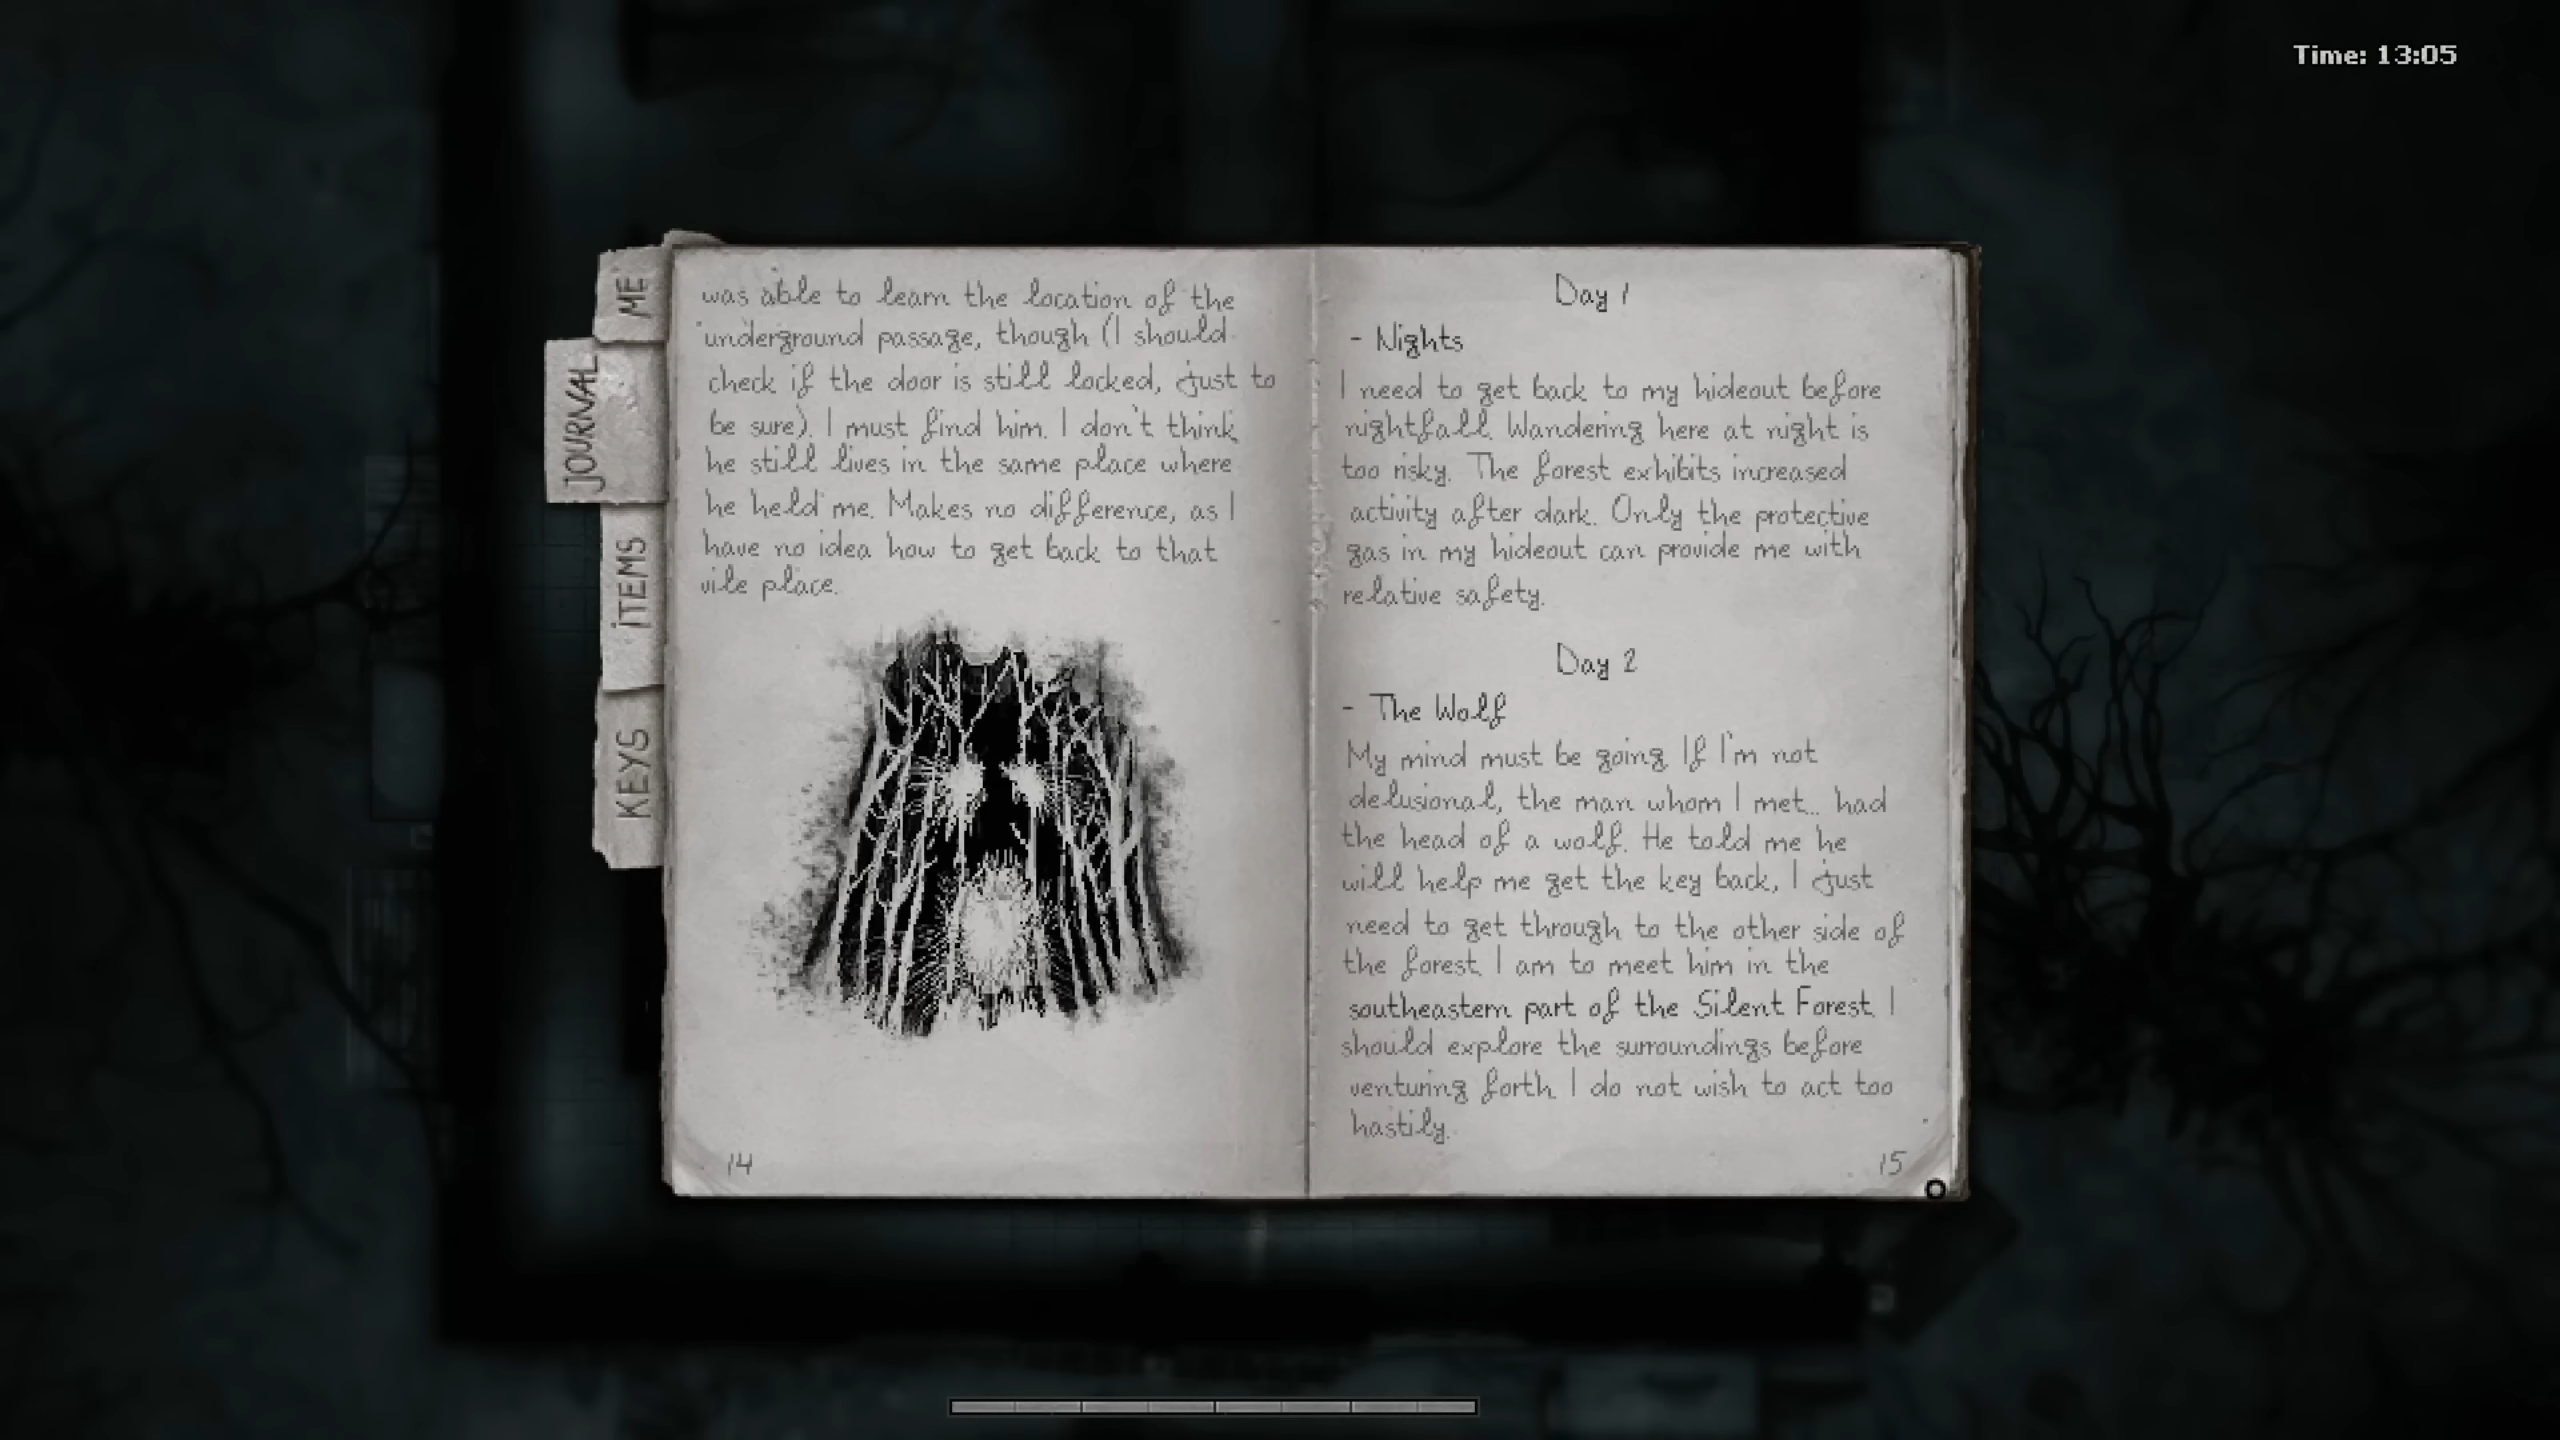 Time: 13:05
ME
JOURNAL
ITEMS
KEYS
was able to learn the location of the
underground passage, though (I should
check if the door is still locked, just to
be sure). I must find him. I don't think
he still lives in the same place where
he held me. Makes no difference, as I
have no idea how to get back to that
vile place.
14
Day 1
- Nights
I need to get back to my hideout before
nightfall. Wandering here at night is
too risky. The forest exhibits increased
activity after dark. Only the protective
gas in my hideout can provide me with
relative safety.
Day 2
- The Wolf
My mind must be going. If I'm not
delusional, the man whom I met... had
the head of a wolf. He told me he
will help me get the key back, I just
need to get through to the other side of
the forest. I am to meet him in the
southeastern part of the Silent Forest. I
should explore the surroundings before
venturing forth. I do not wish to act too
hastily.
15